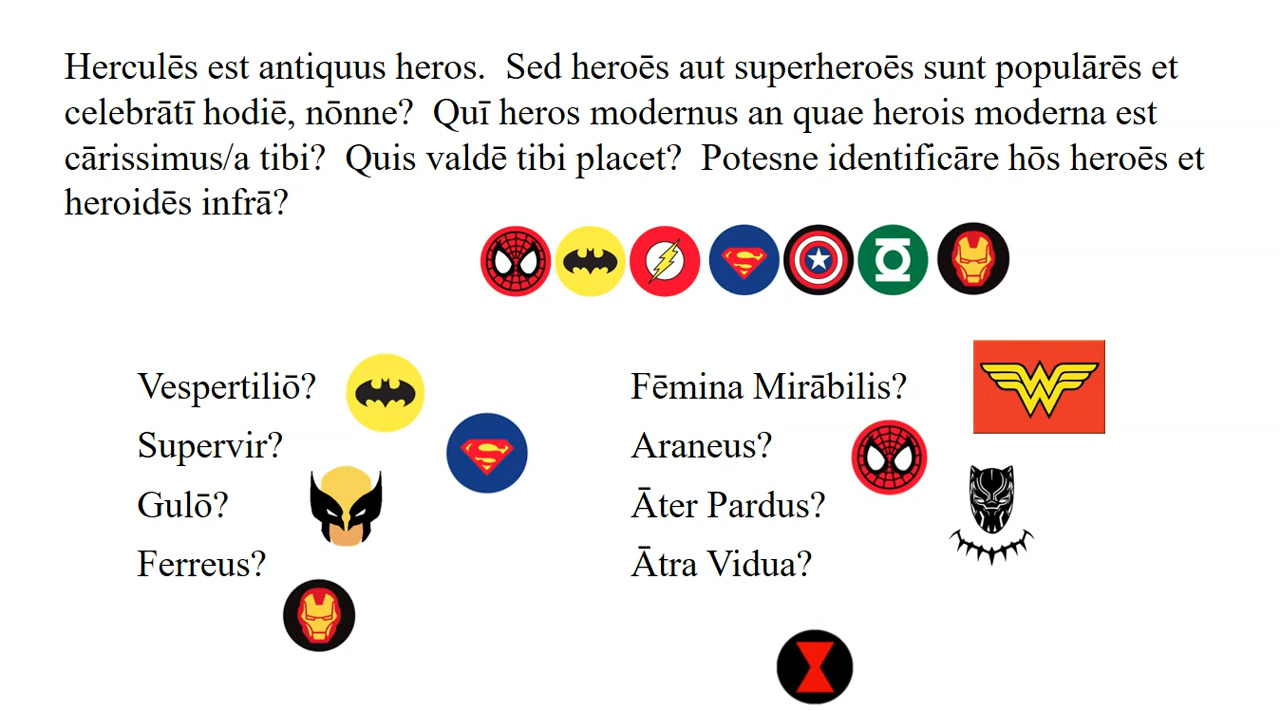 Herculēs est antiquus heros.  Sed heroēs aut superheroēs sunt populārēs et
celebrātī hodiē, nōnne?  Quī heros modernus an quae herois moderna est
cārissimus/a tibi?  Quis valdē tibi placet?  Potesne identificāre hōs heroēs et
heroidēs infrā?
Vespertiliō?
Supervir?
Gulō?
Ferreus?
Fēmina Mirābilis?
Araneus?
Āter Pardus?
Ātra Vidua?